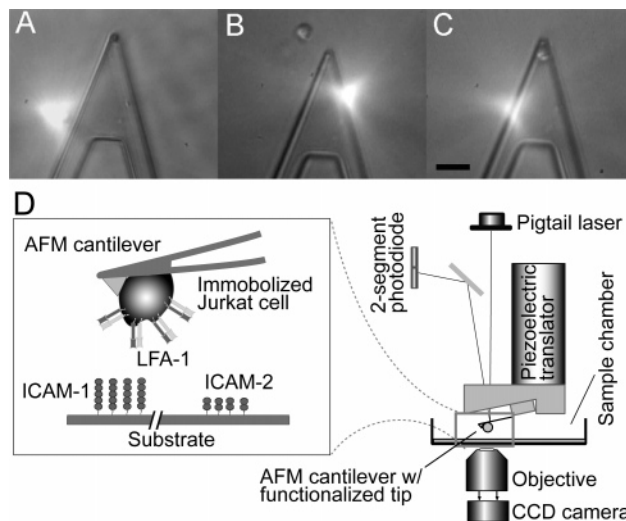 A
B
C
D
AFM cantilever
Immobolized
Jurkat cell
LFA-1
ICAM-1
ICAM-2
Substrate
Pigtail laser
2-segment
photodiode
Piezoelectric
translator
Sample chamber
AFM cantilever w/
functionalized tip
Objective
CCD camera